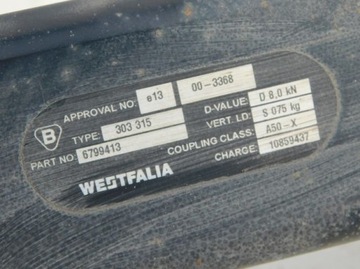 APPROVAL NO: e13 00-3368
B
TYPE: 303 315 D-VALUE: D 8,0 kN
VERT. LD: S 075 kg
PART NO: 6799413 COUPLING CLASS: A50-X
CHARGE: 10859437
WESTFALIA